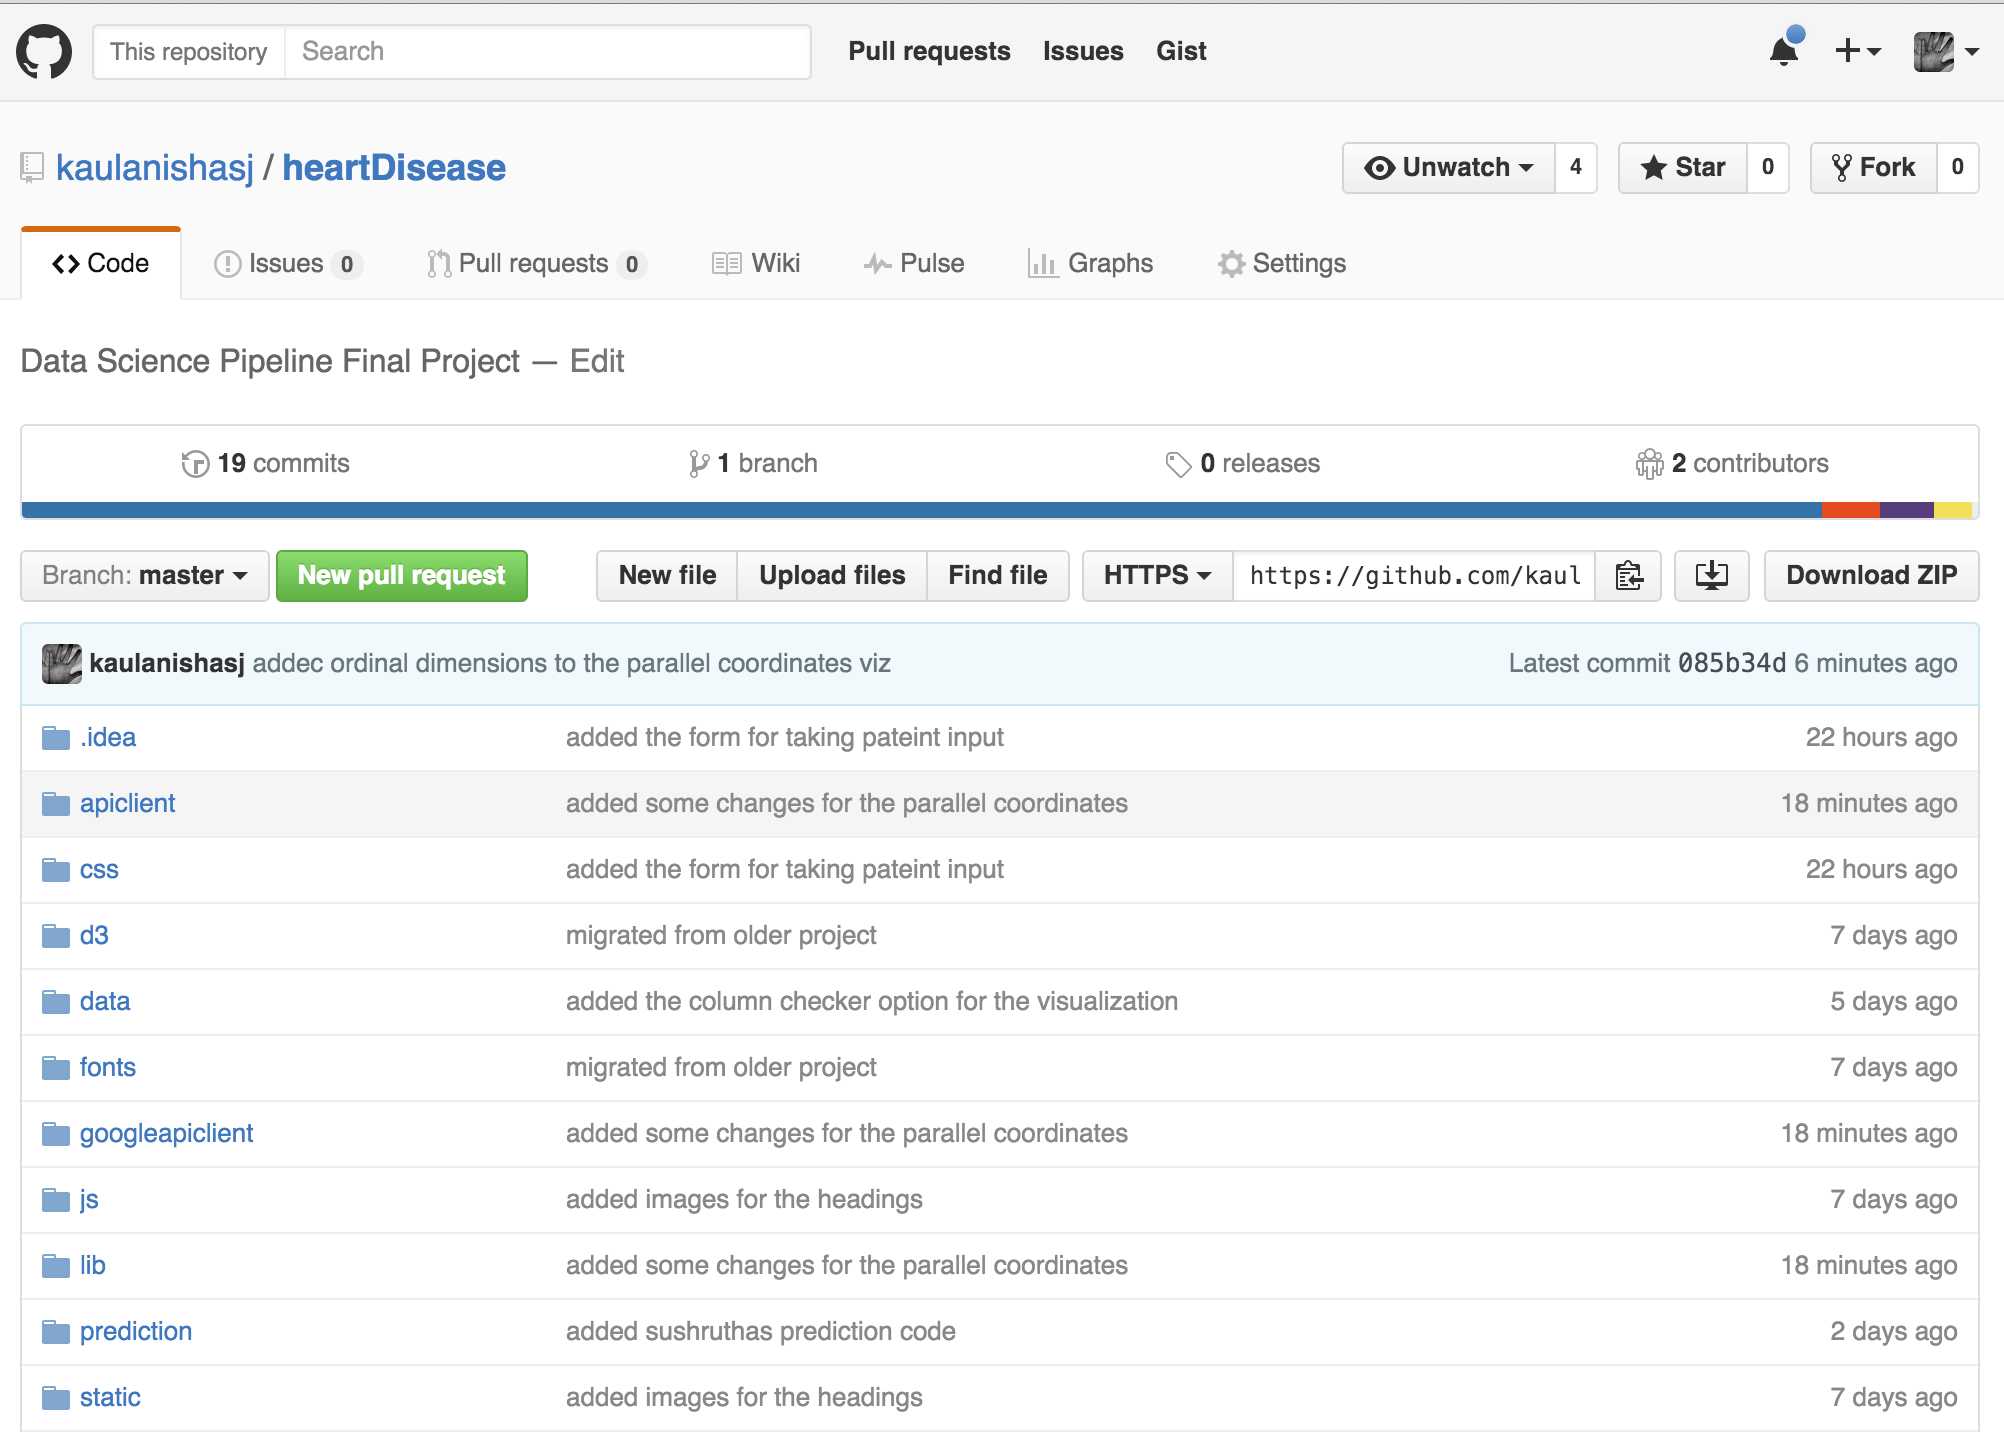 This repository Search Pull requests Issues Gist
kaulanishasj / heartDisease Unwatch 4 Star 0 Fork 0
Code Issues 0 Pull requests 0 Wiki Pulse Graphs Settings
Data Science Pipeline Final Project — Edit
19 commits 1 branch 0 releases 2 contributors
Branch: master New pull request New file Upload files Find file HTTPS https://github.com/kaul Download ZIP
kaulanishasj addec ordinal dimensions to the parallel coordinates viz Latest commit 085b34d 6 minutes ago
.idea added the form for taking pateint input 22 hours ago
apiclient added some changes for the parallel coordinates 18 minutes ago
css added the form for taking pateint input 22 hours ago
d3 migrated from older project 7 days ago
data added the column checker option for the visualization 5 days ago
fonts migrated from older project 7 days ago
googleapiclient added some changes for the parallel coordinates 18 minutes ago
js added images for the headings 7 days ago
lib added some changes for the parallel coordinates 18 minutes ago
prediction added sushruthas prediction code 2 days ago
static added images for the headings 7 days ago